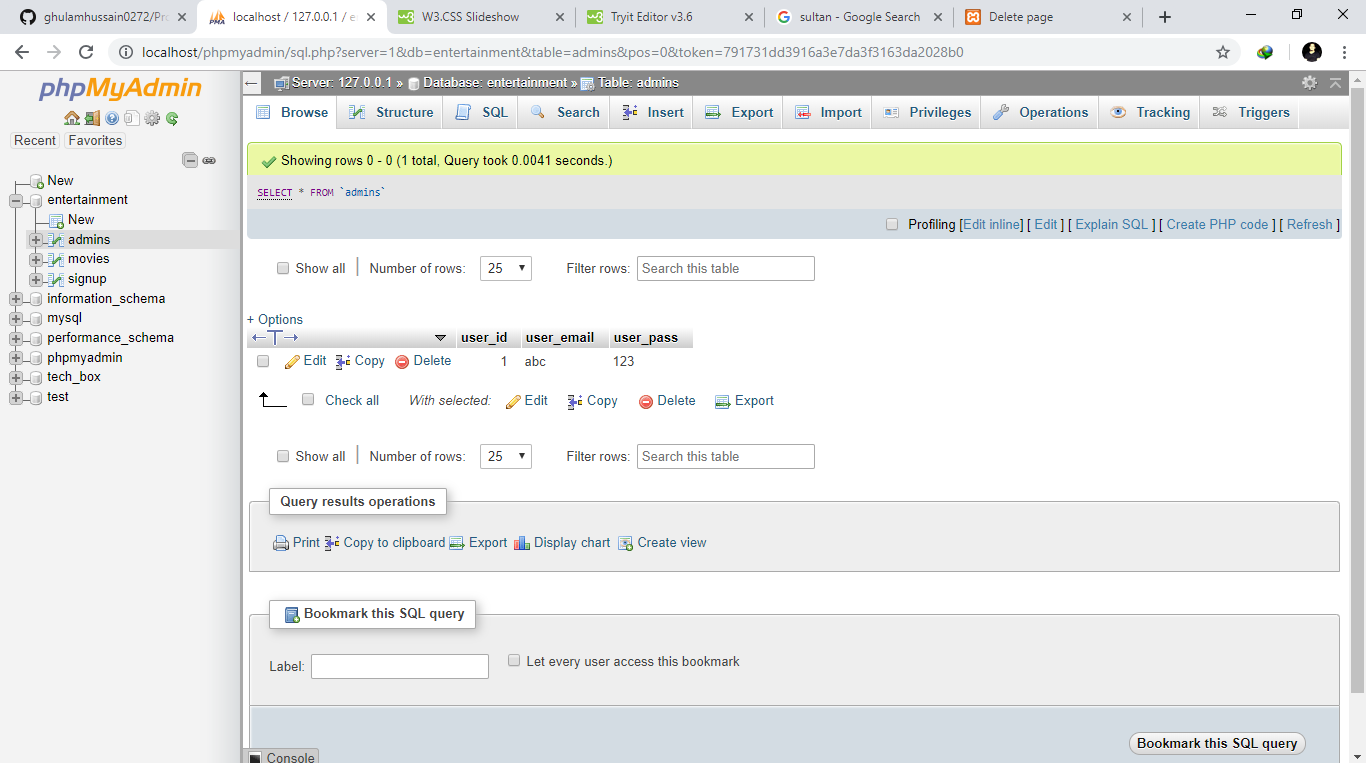 ghulamhussain0272/Pro
localhost / 127.0.0.1 / e
W3.CSS Slideshow
Tryit Editor v3.6
sultan - Google Search
Delete page
localhost/phpmyadmin/sql.php?server=1&db=entertainment&table=admins&pos=0&token=791731dd3916a3e7da3f3163da2028b0
phpMyAdmin
Recent Favorites
New
entertainment
New
admins
movies
signup
information_schema
mysql
performance_schema
phpmyadmin
tech_box
test
Server: 127.0.0.1 » Database: entertainment » Table: admins
Browse Structure SQL Search Insert Export Import Privileges Operations Tracking Triggers
Showing rows 0 - 0 (1 total, Query took 0.0041 seconds.)
SELECT * FROM `admins`
Profiling [Edit inline] [ Edit ] [ Explain SQL ] [ Create PHP code ] [ Refresh ]
Show all Number of rows: 25 Filter rows: Search this table
+ Options
user_id user_email user_pass
Edit Copy Delete 1 abc 123
Check all With selected: Edit Copy Delete Export
Show all Number of rows: 25 Filter rows: Search this table
Query results operations
Print Copy to clipboard Export Display chart Create view
Bookmark this SQL query
Label: Let every user access this bookmark
Bookmark this SQL query
Console